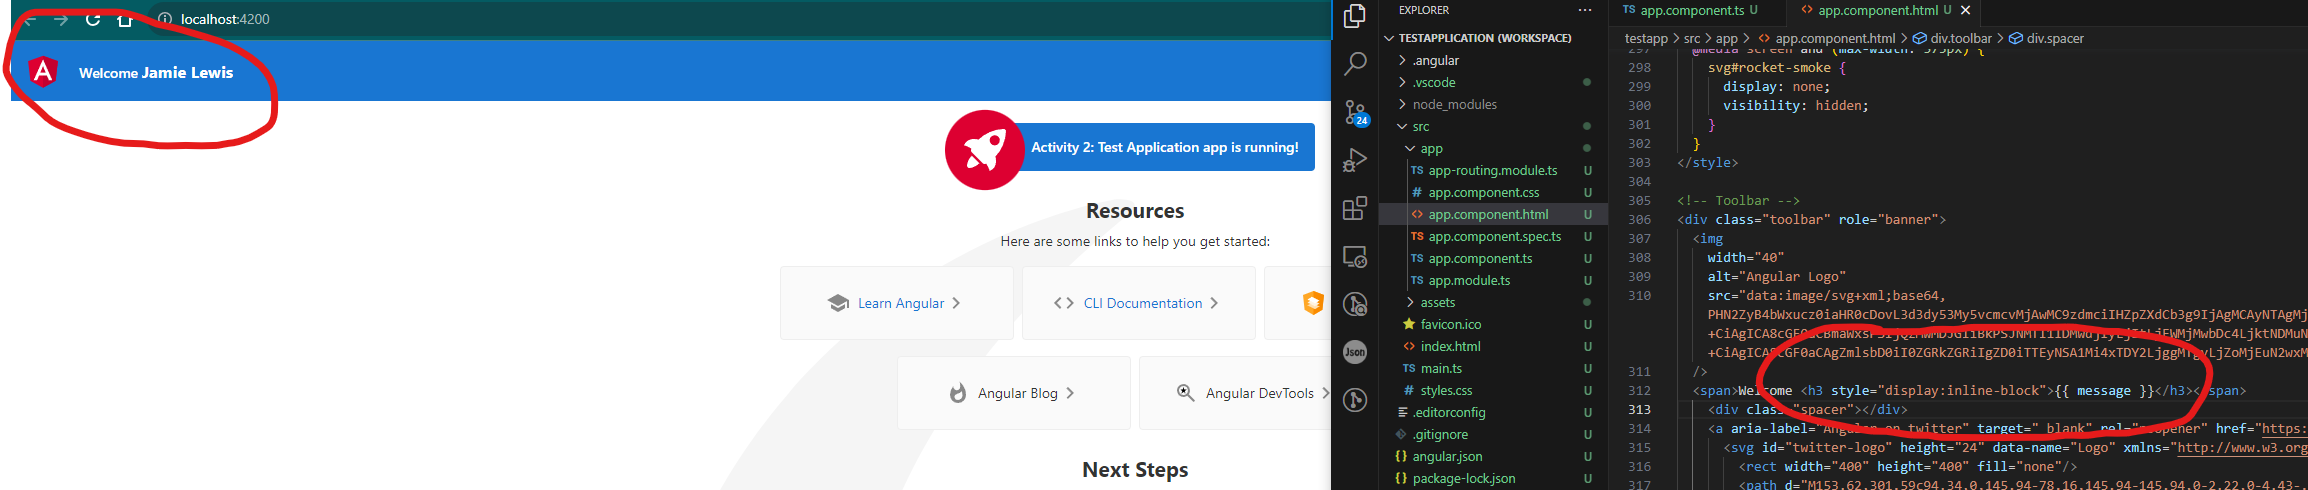 localhost:4200
Welcome Jamie Lewis
Activity 2: Test Application app is running!
Resources
Here are some links to help you get started:
Learn Angular
CLI Documentation
Angular Blog
Angular DevTools
Next Steps
EXPLORER
TESTAPPLICATION (WORKSPACE)
.angular
.vscode
node_modules
24
src
app
TS app-routing.module.ts U
# app.component.css U
<> app.component.html U
<> app.component.spec.ts U
TS app.component.ts U
TS app.module.ts U
assets
favicon.ico U
Json
<> index.html U
TS main.ts U
# styles.css U
.editorconfig U
.gitignore U
{} angular.json U
{} package-lock.json U
TS app.component.ts U <> app.component.html U
testapp > src > app > <> app.component.html > div.toolbar > div.spacer
297 @media screen and (max-width: 575px) {
298 svg#rocket-smoke {
299 display: none;
300 visibility: hidden;
301 }
302 }
303 </style>
304
305 <!-- Toolbar -->
306 <div class="toolbar" role="banner">
307 <img
308 width="40"
309 alt="Angular Logo"
310 src="data:image/svg+xml;base64,
311 />
312 <span>Welcome <h3 style="display:inline-block">{{ message }}</h3></span>
313 <div class="spacer"></div>
314 <a aria-label="Angular on twitter" target="_blank" rel="noopener" href="https:
315 <svg id="twitter-logo" height="24" data-name="Logo" xmlns="http://www.w3.org
316 <rect width="400" height="400" fill="none"/>
317 <path d="M153.62,301.59c94.34,0,145.94-78.16,145.94-145.94,0-2.22,0-4.43-.